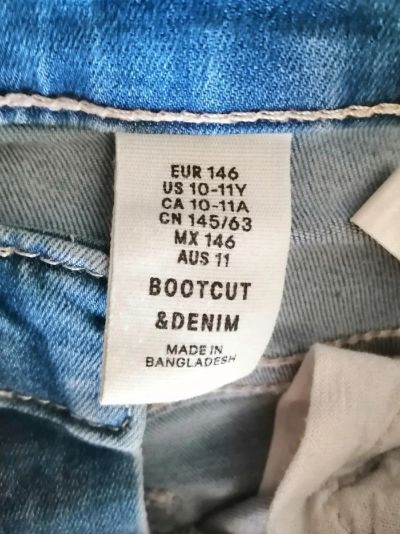 EUR 146
US 10-11Y
CA 10-11A
CN 145/63
MX 146
AUS 11
BOOTCUT
&DENIM
MADE IN
BANGLADESH